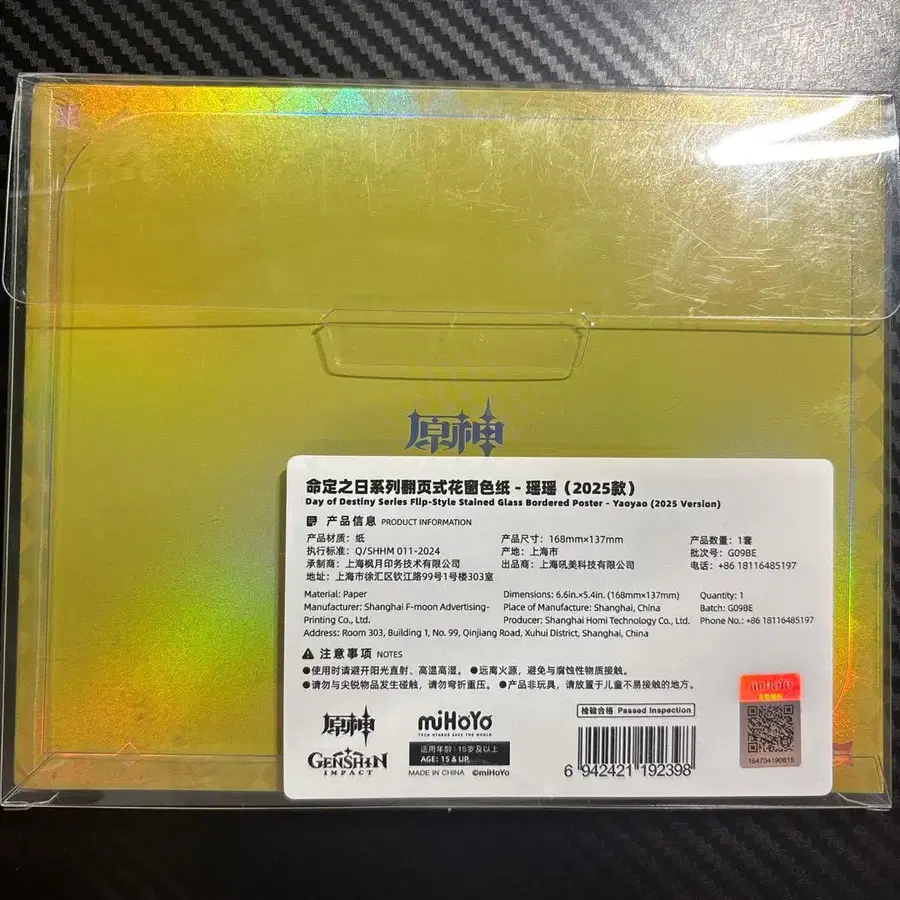 原神
命定之日系列翻页式花窗色纸 - 瑶瑶（2025款）
Day of Destiny Series Flip-Style Stained Glass Bordered Poster - Yaoyao (2025 Version)
产品信息 PRODUCT INFORMATION
产品材质：纸 产品尺寸：168mm×137mm 产品数量：1套
执行标准：Q/SHHM 011-2024 产地：上海市 批次号：G09BE
承制商：上海枫月印务技术有限公司 出品商：上海吼美科技有限公司 电话：+86 18116485197
地址：上海市徐汇区钦江路99号1号楼303室
Material: Paper Dimensions: 6.6in.×5.4in. (168mm×137mm) Quantity: 1
Manufacturer: Shanghai F-moon Advertising- Place of Manufacture: Shanghai, China Batch: G09BE
Printing Co., Ltd. Producer: Shanghai Homi Technology Co., Ltd. Phone No.: +86 18116485197
Address: Room 303, Building 1, No. 99, Qinjiang Road, Xuhui District, Shanghai, China
注意事项 NOTES
●使用时请避开阳光直射、高温高湿。 ●远离火源，避免与腐蚀性物质接触。
●请勿与尖锐物品发生碰触，请勿弯折重压。 ●产品非玩具，请放置于儿童不易接触的地方。
原神
GENSHIN
IMPACT
miHoYo
TECH OTAKUS SAVE THE WORLD
适用年龄：15岁及以上
AGE: 15 & UP
MADE IN CHINA ©miHoYo
检验合格 Passed Inspection
6 942421 192398
miHoYo
164734190815